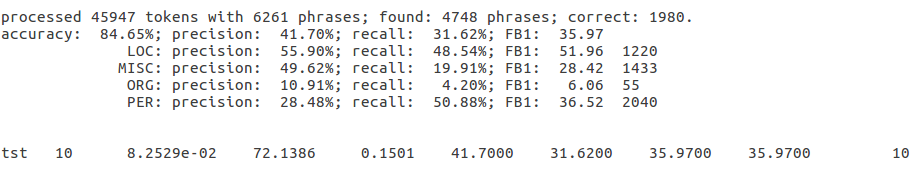 processed 45947 tokens with 6261 phrases; found: 4748 phrases; correct: 1980.
accuracy:  84.65%; precision:  41.70%; recall:  31.62%; FB1:  35.97
LOC: precision:  55.90%; recall:  48.54%; FB1:  51.96  1220
MISC: precision:  49.62%; recall:  19.91%; FB1:  28.42  1433
ORG: precision:  10.91%; recall:   4.20%; FB1:   6.06  55
PER: precision:  28.48%; recall:  50.88%; FB1:  36.52  2040
tst   10      8.2529e-02    72.1386     0.1501    41.7000    31.6200    35.9700    35.9700         10